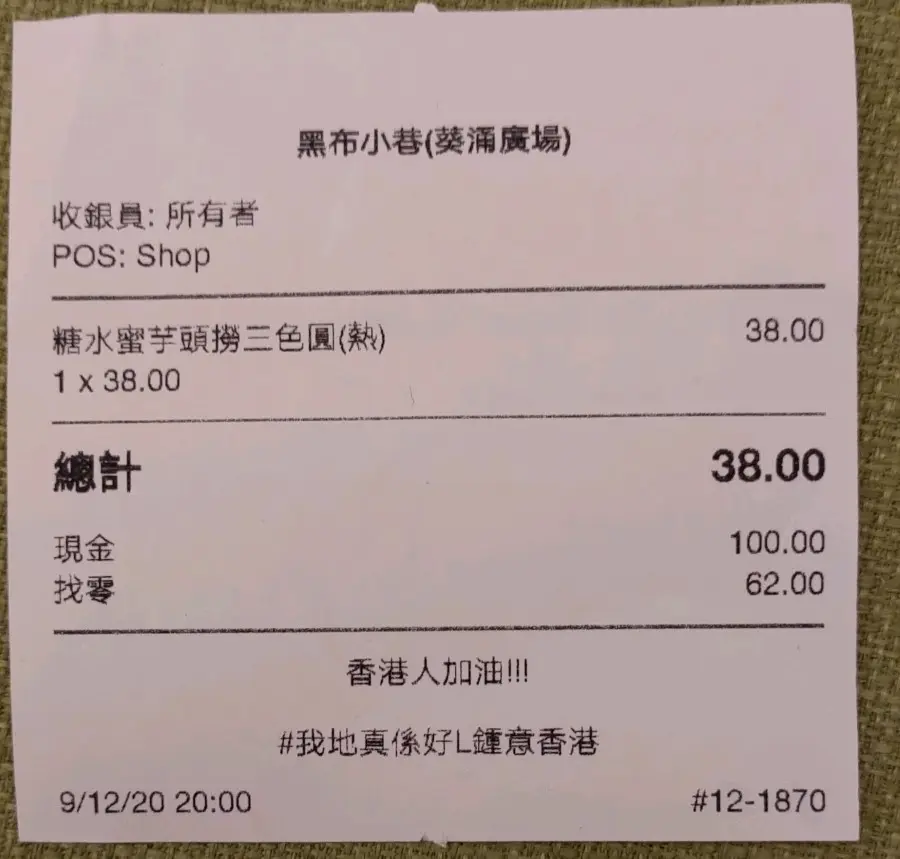 黑布小巷(葵涌廣場)
收銀員: 所有者
POS: Shop
糖水蜜芋頭撈三色圓(熱) 38.00
1 x 38.00
總計 38.00
現金 100.00
找零 62.00
香港人加油!!!
#我地真係好L鍾意香港
9/12/20 20:00 #12-1870